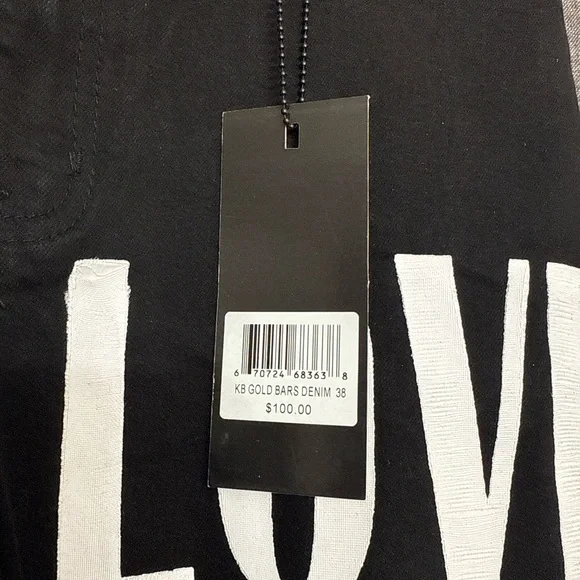 6 70724 68363 8
KB GOLD BARS DENIM 38
$100.00
LOV